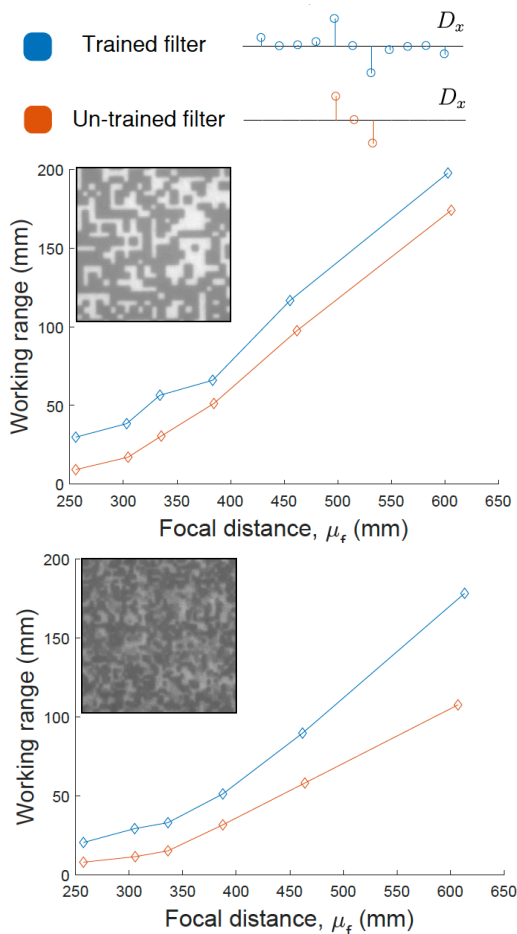 Trained filter
D_x
Un-trained filter
D_x
200
150
100
50
0
Working range (mm)
250 300 350 400 450 500 550 600 650
Focal distance, μ_f (mm)
200
150
100
50
0
Working range (mm)
250 300 350 400 450 500 550 600 650
Focal distance, μ_f (mm)